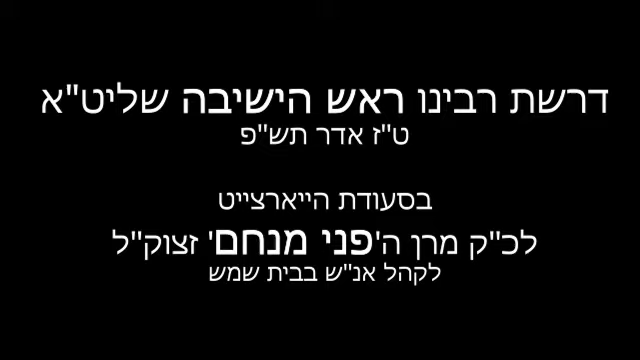 דרשת רבינו ראש הישיבה שליט"א
ט"ז אדר תש"פ
בסעודת הייארצייט
לכ"ק מרן ה'פני מנחם' זצוק"ל
לקהל אנ"ש בבית שמש